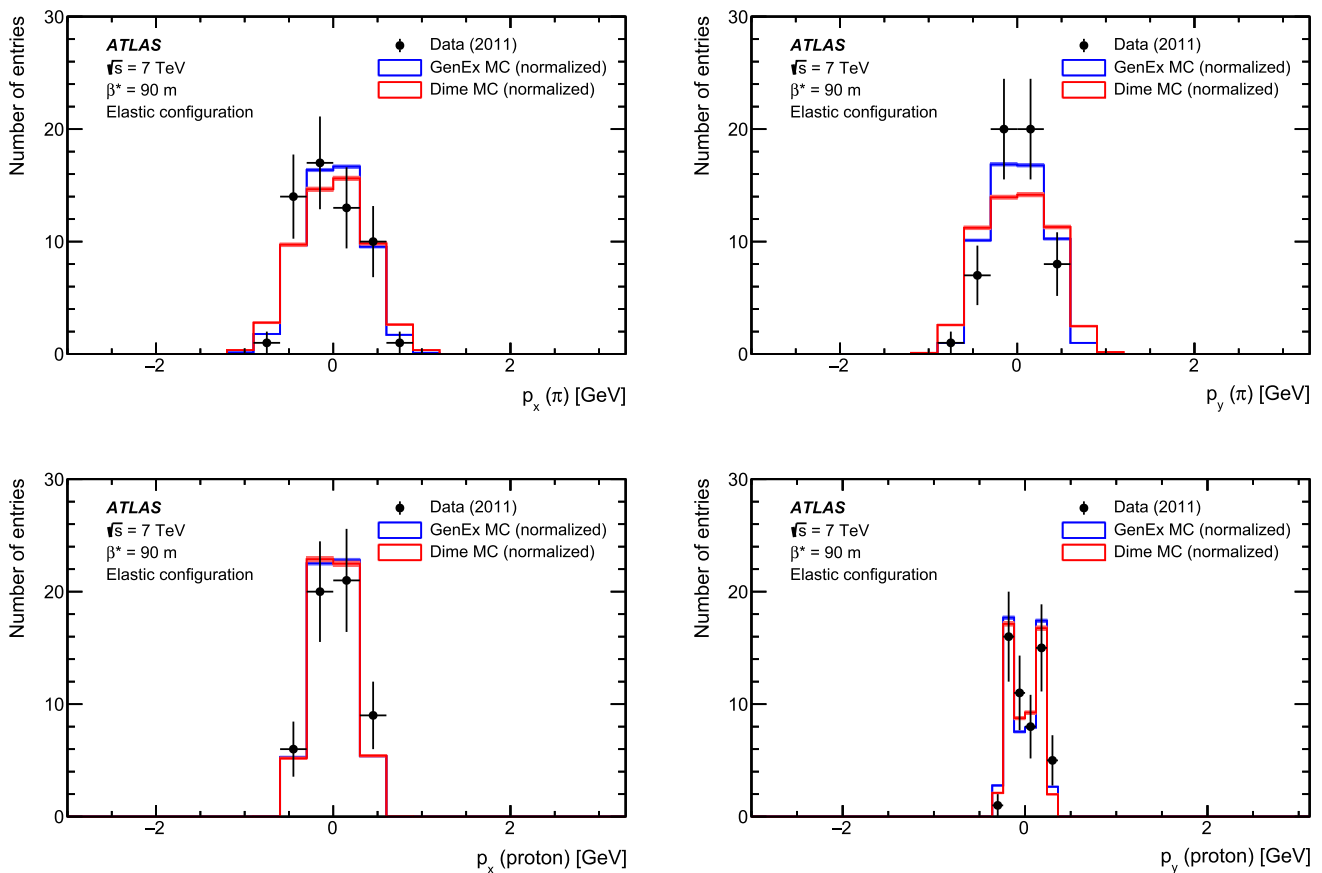 Number of entries
30
20
10
0
ATLAS
√s = 7 TeV
β* = 90 m
Elastic configuration
Data (2011)
GenEx MC (normalized)
Dime MC (normalized)
−2
0
2
p_x (π) [GeV]
Number of entries
30
20
10
0
ATLAS
√s = 7 TeV
β* = 90 m
Elastic configuration
Data (2011)
GenEx MC (normalized)
Dime MC (normalized)
−2
0
2
p_y (π) [GeV]
Number of entries
30
20
10
0
ATLAS
√s = 7 TeV
β* = 90 m
Elastic configuration
Data (2011)
GenEx MC (normalized)
Dime MC (normalized)
−2
0
2
p_x (proton) [GeV]
Number of entries
30
20
10
0
ATLAS
√s = 7 TeV
β* = 90 m
Elastic configuration
Data (2011)
GenEx MC (normalized)
Dime MC (normalized)
−2
0
2
p_y (proton) [GeV]